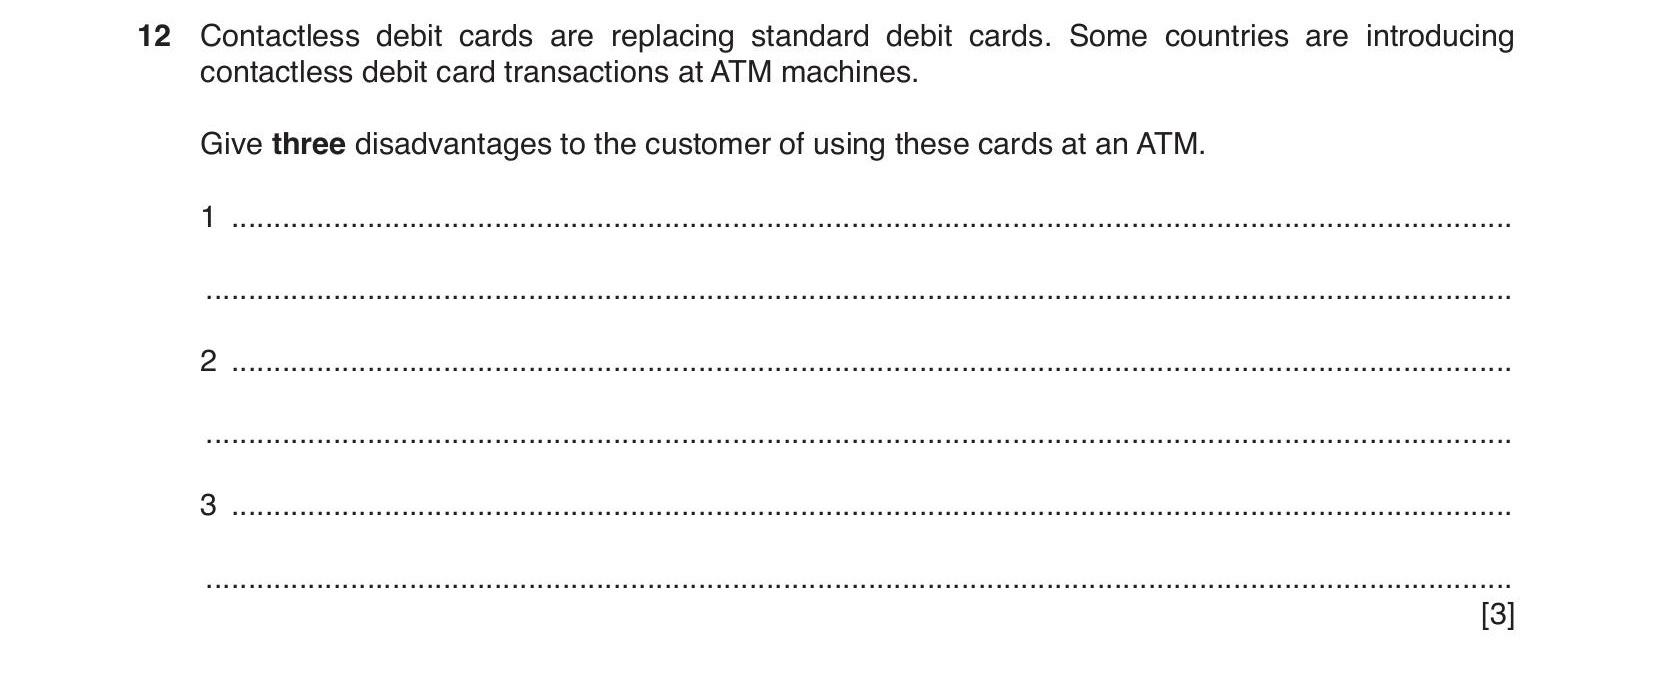 12 Contactless debit cards are replacing standard debit cards. Some countries are introducing
contactless debit card transactions at ATM machines.
Give three disadvantages to the customer of using these cards at an ATM.
1 ....................................................................................................
....................................................................................................
2 ....................................................................................................
....................................................................................................
3 ....................................................................................................
....................................................................................................
[3]